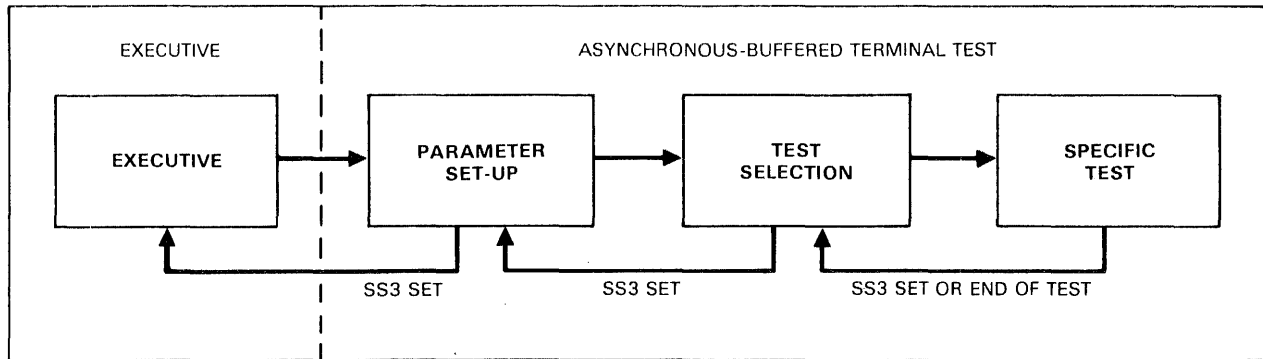 EXECUTIVE
ASYNCHRONOUS-BUFFERED TERMINAL TEST
EXECUTIVE
PARAMETER
SET-UP
TEST
SELECTION
SPECIFIC
TEST
SS3 SET
SS3 SET
SS3 SET OR END OF TEST